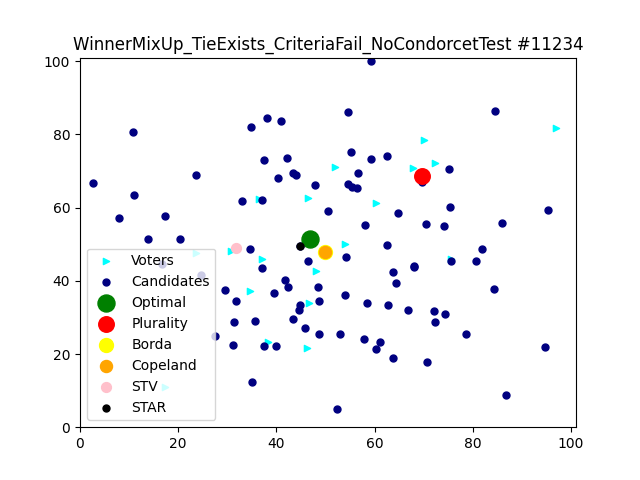 WinnerMixUp_TieExists_CriteriaFail_NoCondorcetTest #11234
100
80
60
40
20
0
Voters
Candidates
Optimal
Plurality
Borda
Copeland
STV
STAR
0 20 40 60 80 100